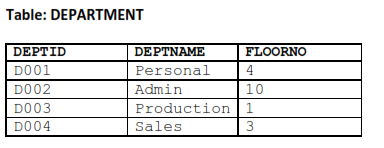 Table: DEPARTMENT
DEPTID DEPTNAME FLOORNO
D001 Personal 4
D002 Admin 10
D003 Production 1
D004 Sales 3